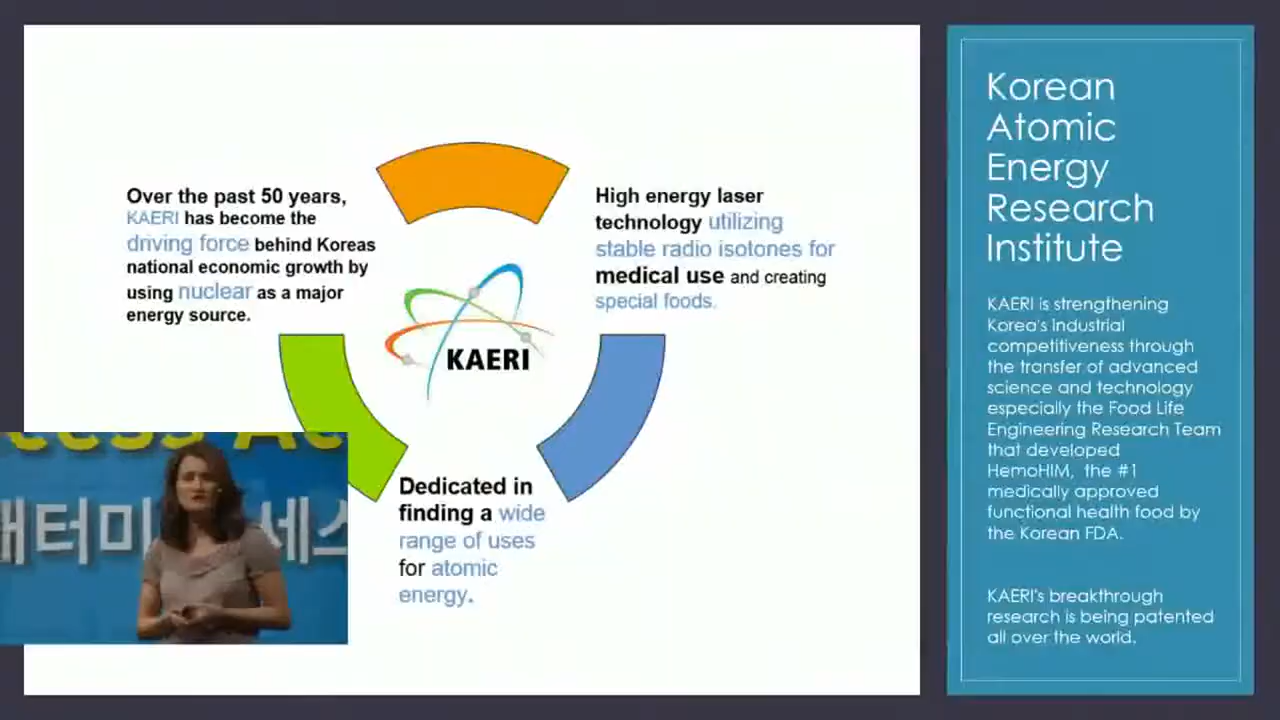 Over the past 50 years,
KAERI has become the
driving force behind Koreas
national economic growth by
using nuclear as a major
energy source.
High energy laser
technology utilizing
stable radio isotones for
medical use and creating
special foods.
KAERI
Dedicated in
finding a wide
range of uses
for atomic
energy.
Korean
Atomic
Energy
Research
Institute
KAERI is strengthening
Korea's industrial
competitiveness through
the transfer of advanced
science and technology
especially the Food Life
Engineering Research Team
that developed
HemoHIM, the #1
medically approved
functional health food by
the Korean FDA.
KAERI's breakthrough
research is being patented
all over the world.
터미
세스